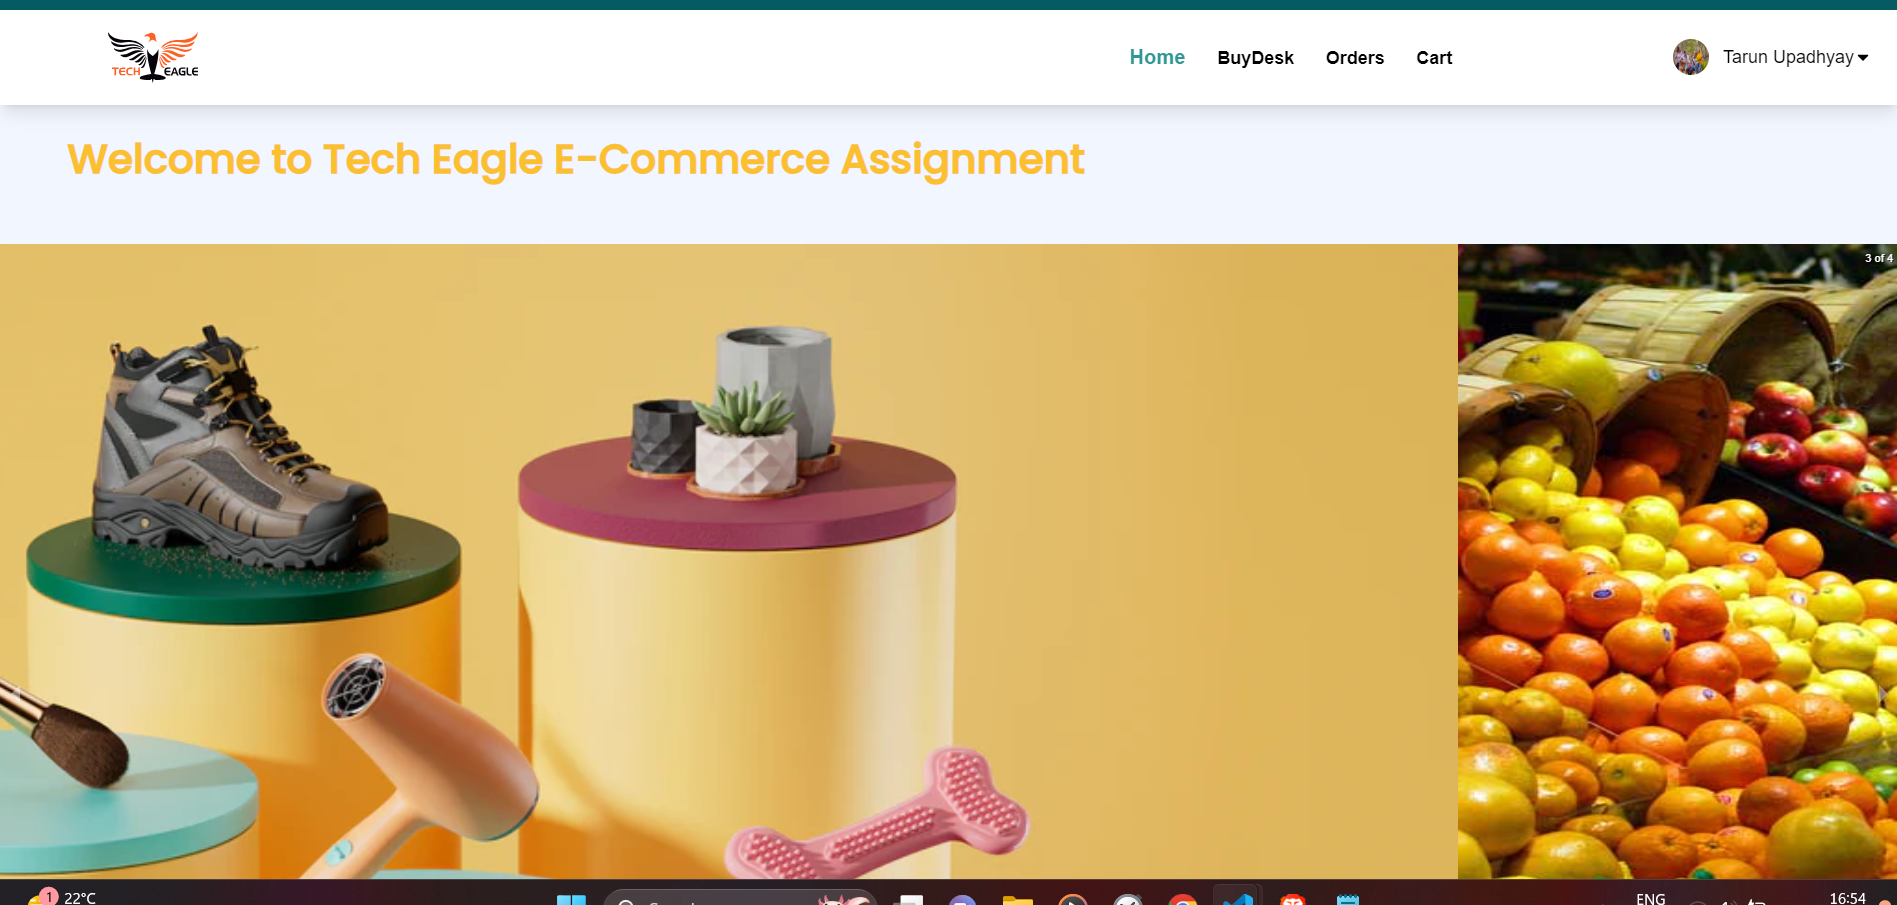 TECH EAGLE
Home BuyDesk Orders Cart
Tarun Upadhyay
Welcome to Tech Eagle E-Commerce Assignment
3 of 4
1
22°C
ENG
16:54